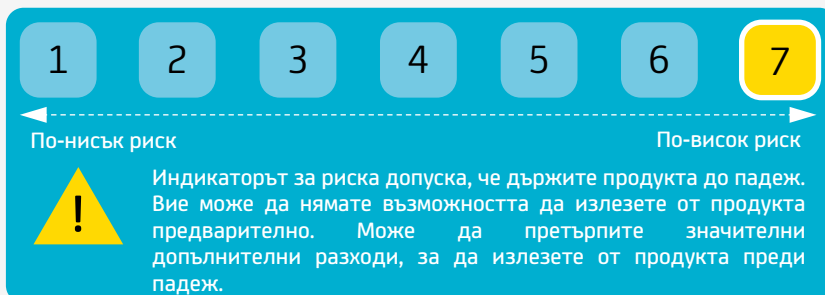 1 2 3 4 5 6 7
По-нисък риск По-висок риск
Индикаторът за риска допуска, че държите продукта до падеж.
Вие може да нямате възможността да излезете от продукта
предварително. Може да претърпите значителни
допълнителни разходи, за да излезете от продукта преди
падеж.
!